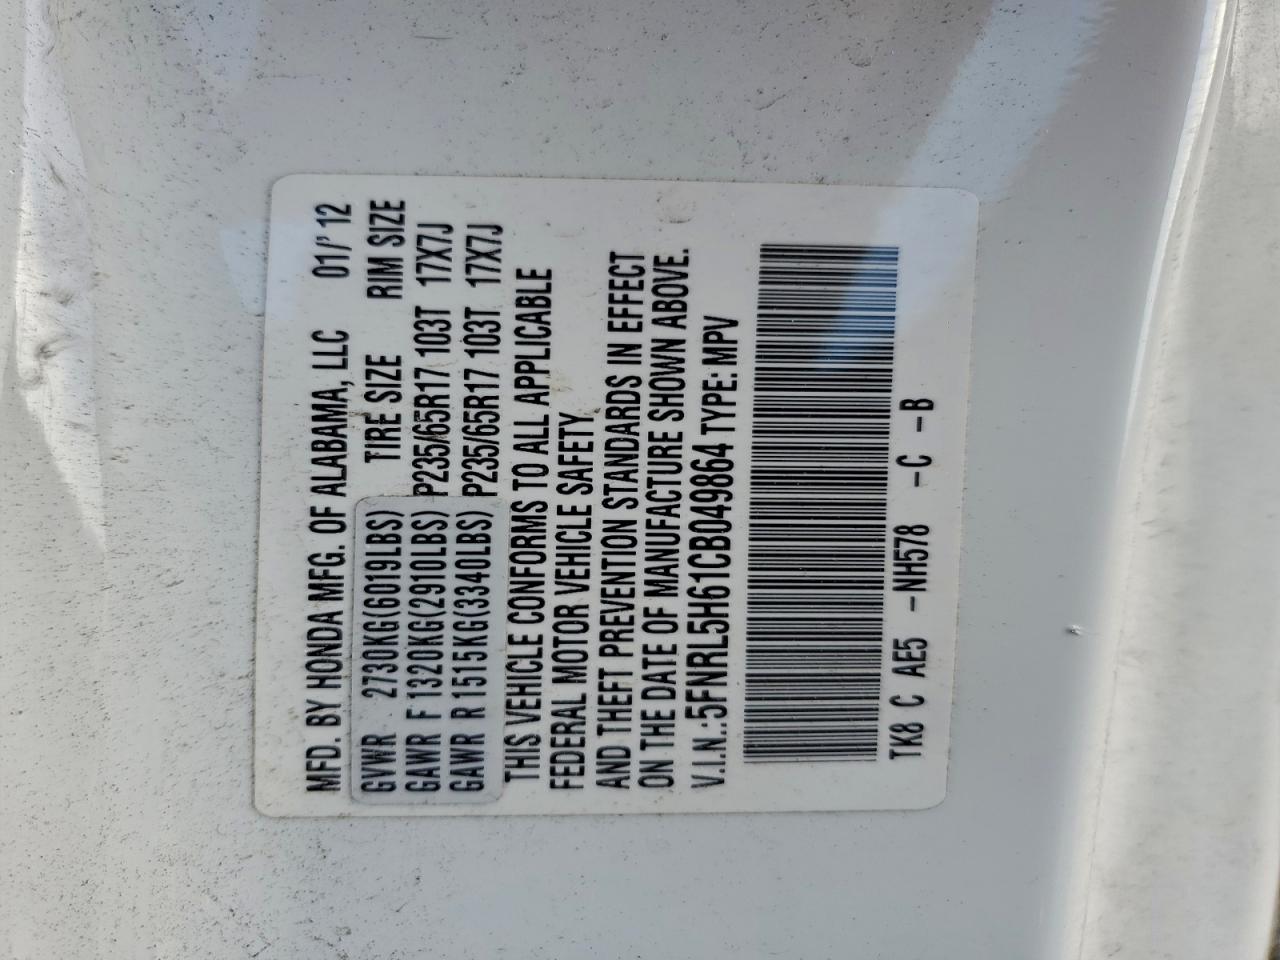 MFD. BY HONDA MFG. OF ALABAMA, LLC 01/'12
GVWR 2730KG(6019LBS) TIRE SIZE RIM SIZE
GAWR F 1320KG(2910LBS) P235/65R17 103T 17X7J
GAWR R 1515KG(3340LBS) P235/65R17 103T 17X7J
THIS VEHICLE CONFORMS TO ALL APPLICABLE
FEDERAL MOTOR VEHICLE SAFETY
AND THEFT PREVENTION STANDARDS IN EFFECT
ON THE DATE OF MANUFACTURE SHOWN ABOVE.
V.I.N.:5FNRL5H61CB049864 TYPE: MPV
TK8 C AE5 -NH578 -C -B